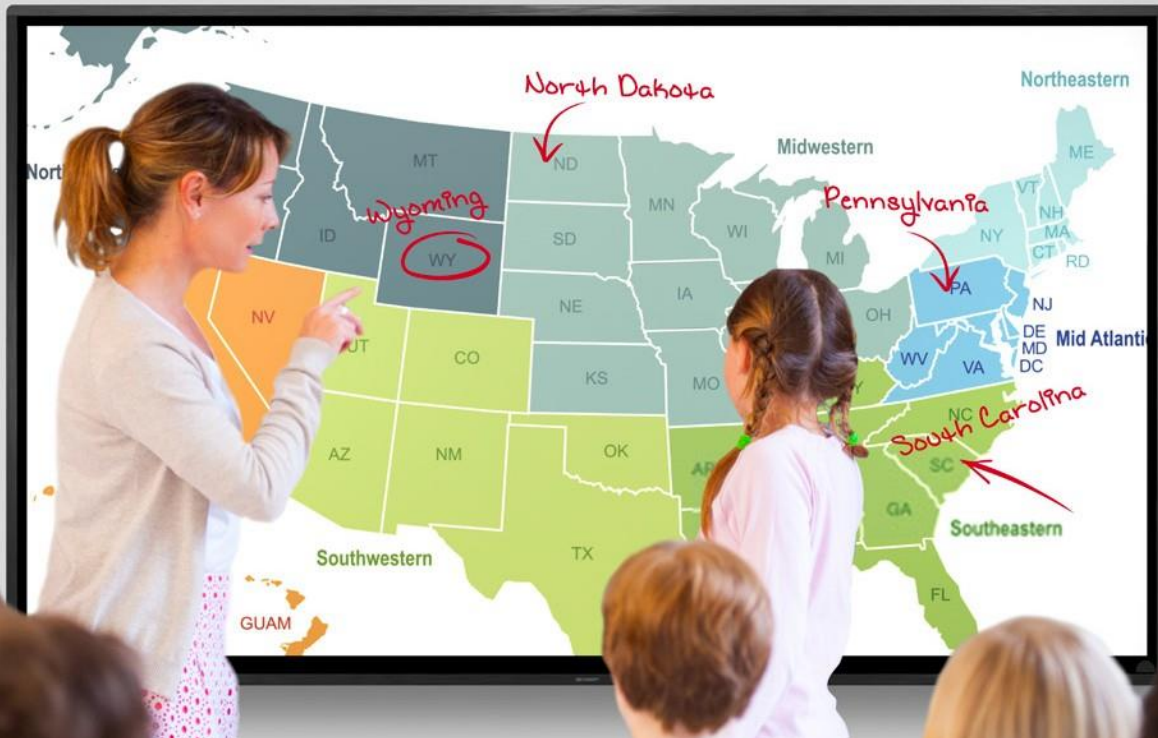 North Dakota
Northeastern
ME
Midwestern
MT
ND
VT
NH
MN
Pennsylvania
Wyoming
WI
NY
MA
CT
RD
ID
SD
MI
WY
PA
NE
IA
OH
NJ
NV
DE
WV
MD
Mid Atlantic
UT
CO
VA
DC
KS
MO
South Carolina
NC
AZ
NM
OK
SC
GA
Southwestern
TX
Southeastern
FL
GUAM